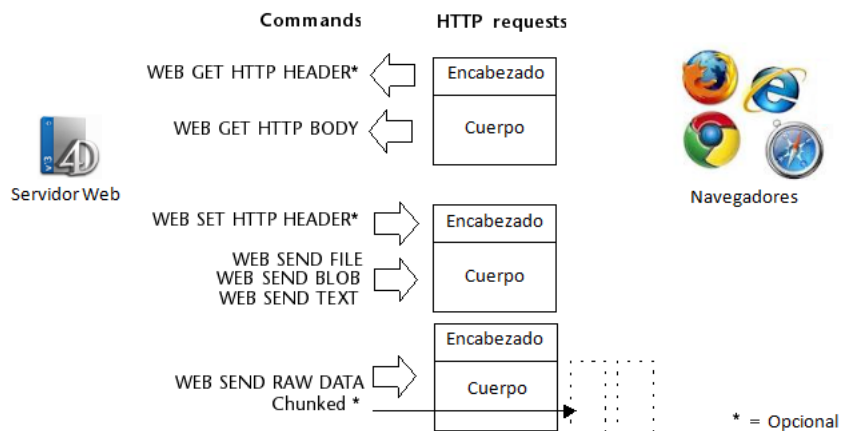 Commands HTTP requests
WEB GET HTTP HEADER* Encabezado
WEB GET HTTP BODY Cuerpo
v13
4D
Servidor Web
Navegadores
WEB SET HTTP HEADER* Encabezado
WEB SEND FILE
WEB SEND BLOB Cuerpo
WEB SEND TEXT
Encabezado
WEB SEND RAW DATA Cuerpo
Chunked *
* = Opcional